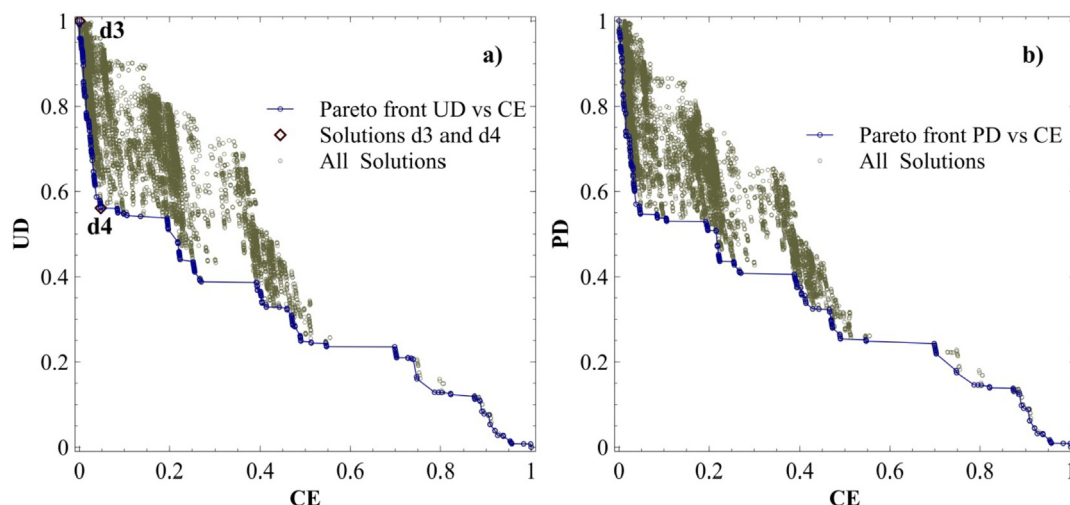 1
d3
a)
0.8
Pareto front UD vs CE
Solutions d3 and d4
All Solutions
0.6
UD
d4
0.4
0.2
0
0 0.2 0.4 0.6 0.8 1
CE
1
b)
0.8
Pareto front PD vs CE
All Solutions
0.6
PD
0.4
0.2
0
0 0.2 0.4 0.6 0.8 1
CE